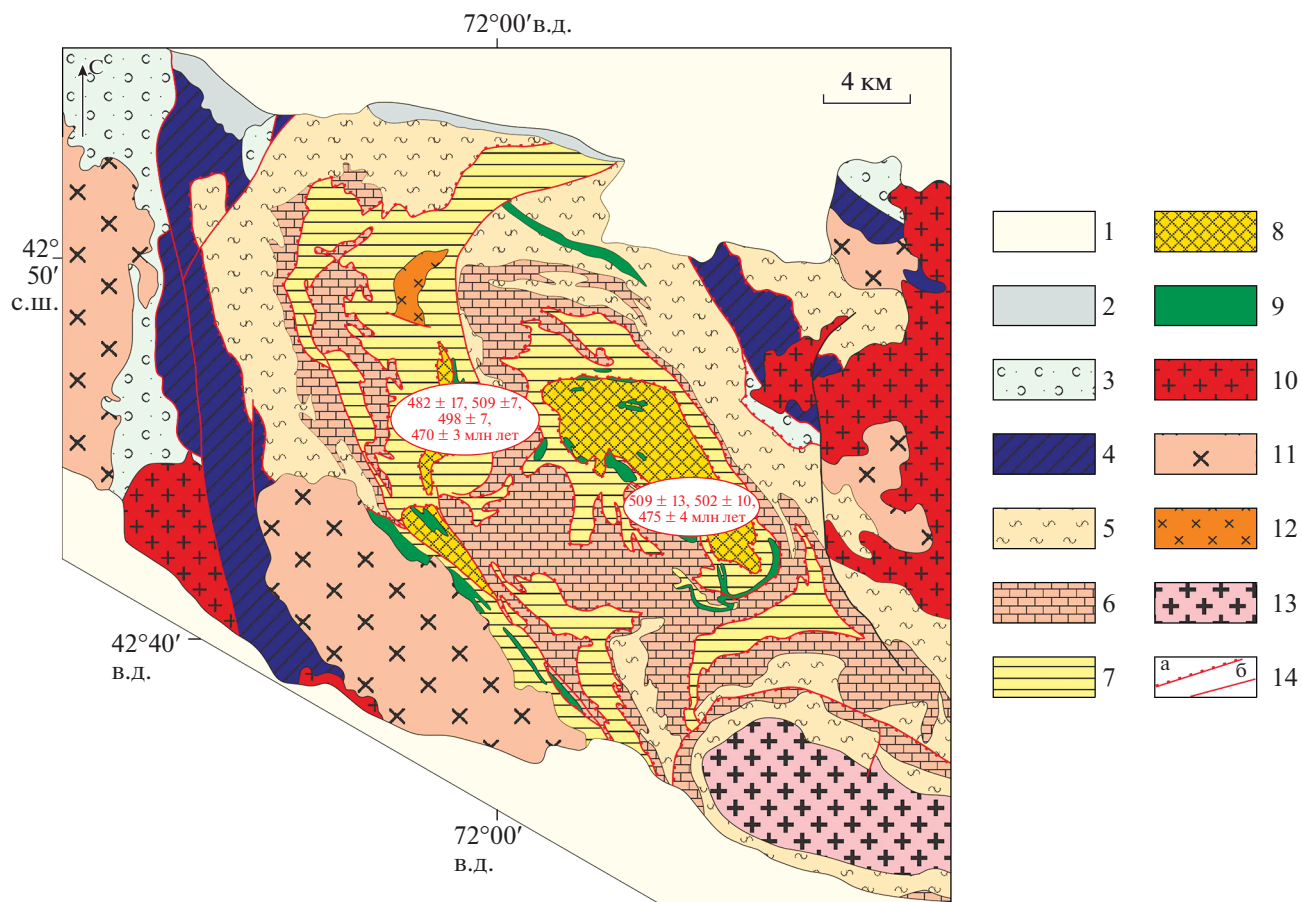 72°00′в.д.
С
4 км
42°
50′
с.ш.
482 ± 17, 509 ±7,
498 ± 7,
470 ± 3 млн лет
509 ± 13, 502 ± 10,
475 ± 4 млн лет
42°40′
в.д.
72°00′
в.д.
1
2
3
4
5
6
7
8
9
10
11
12
13
а
б
14